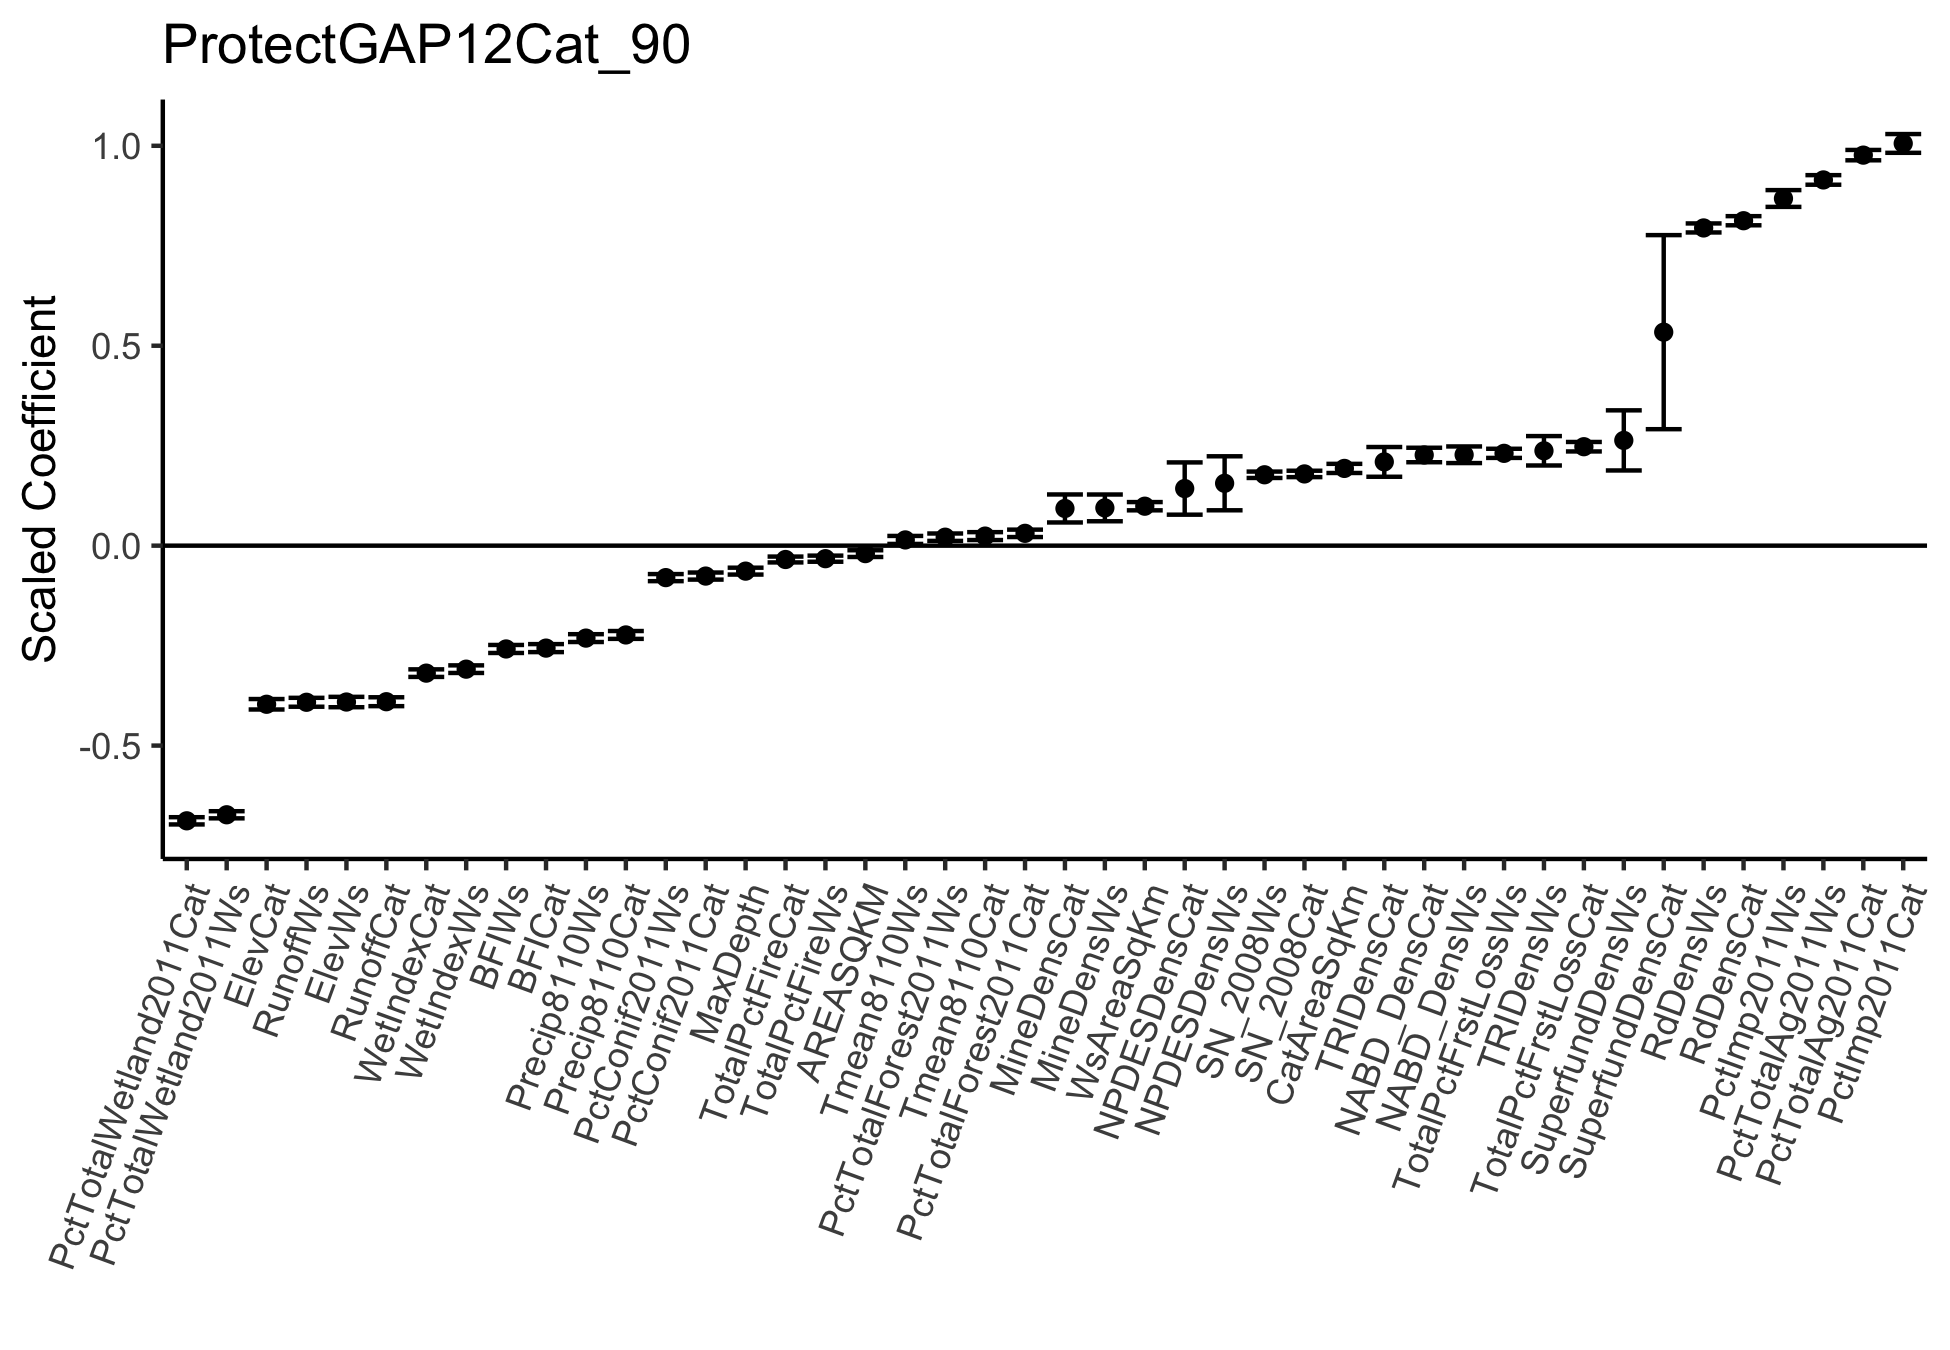 ProtectGAP12Cat_90
Scaled Coefficient
1.0
0.5
0.0
-0.5
PctTotalWetland2011Cat
PctTotalWetland2011Ws
ElevCat
RunoffWs
ElevWs
RunoffCat
WetIndexCat
WetIndexWs
BFIWs
BFICat
Precip8110Ws
Precip8110Cat
PctConif2011Ws
PctConif2011Cat
MaxDepth
TotalPctFireCat
TotalPctFireWs
AREASQKM
Tmean8110Ws
PctTotalForest2011Ws
Tmean8110Cat
PctTotalForest2011Cat
MineDensCat
MineDensWs
WsAreaSqKm
NPDESDensCat
NPDESDensWs
SN_2008Ws
SN_2008Cat
CatAreaSqKm
TRIDensCat
NABD_DensCat
NABD_DensWs
TotalPctFrstLossWs
TRIDensWs
TotalPctFrstLossCat
SuperfundDensWs
SuperfundDensCat
RdDensWs
RdDensCat
PctImp2011Ws
PctTotalAg2011Ws
PctTotalAg2011Cat
PctImp2011Cat